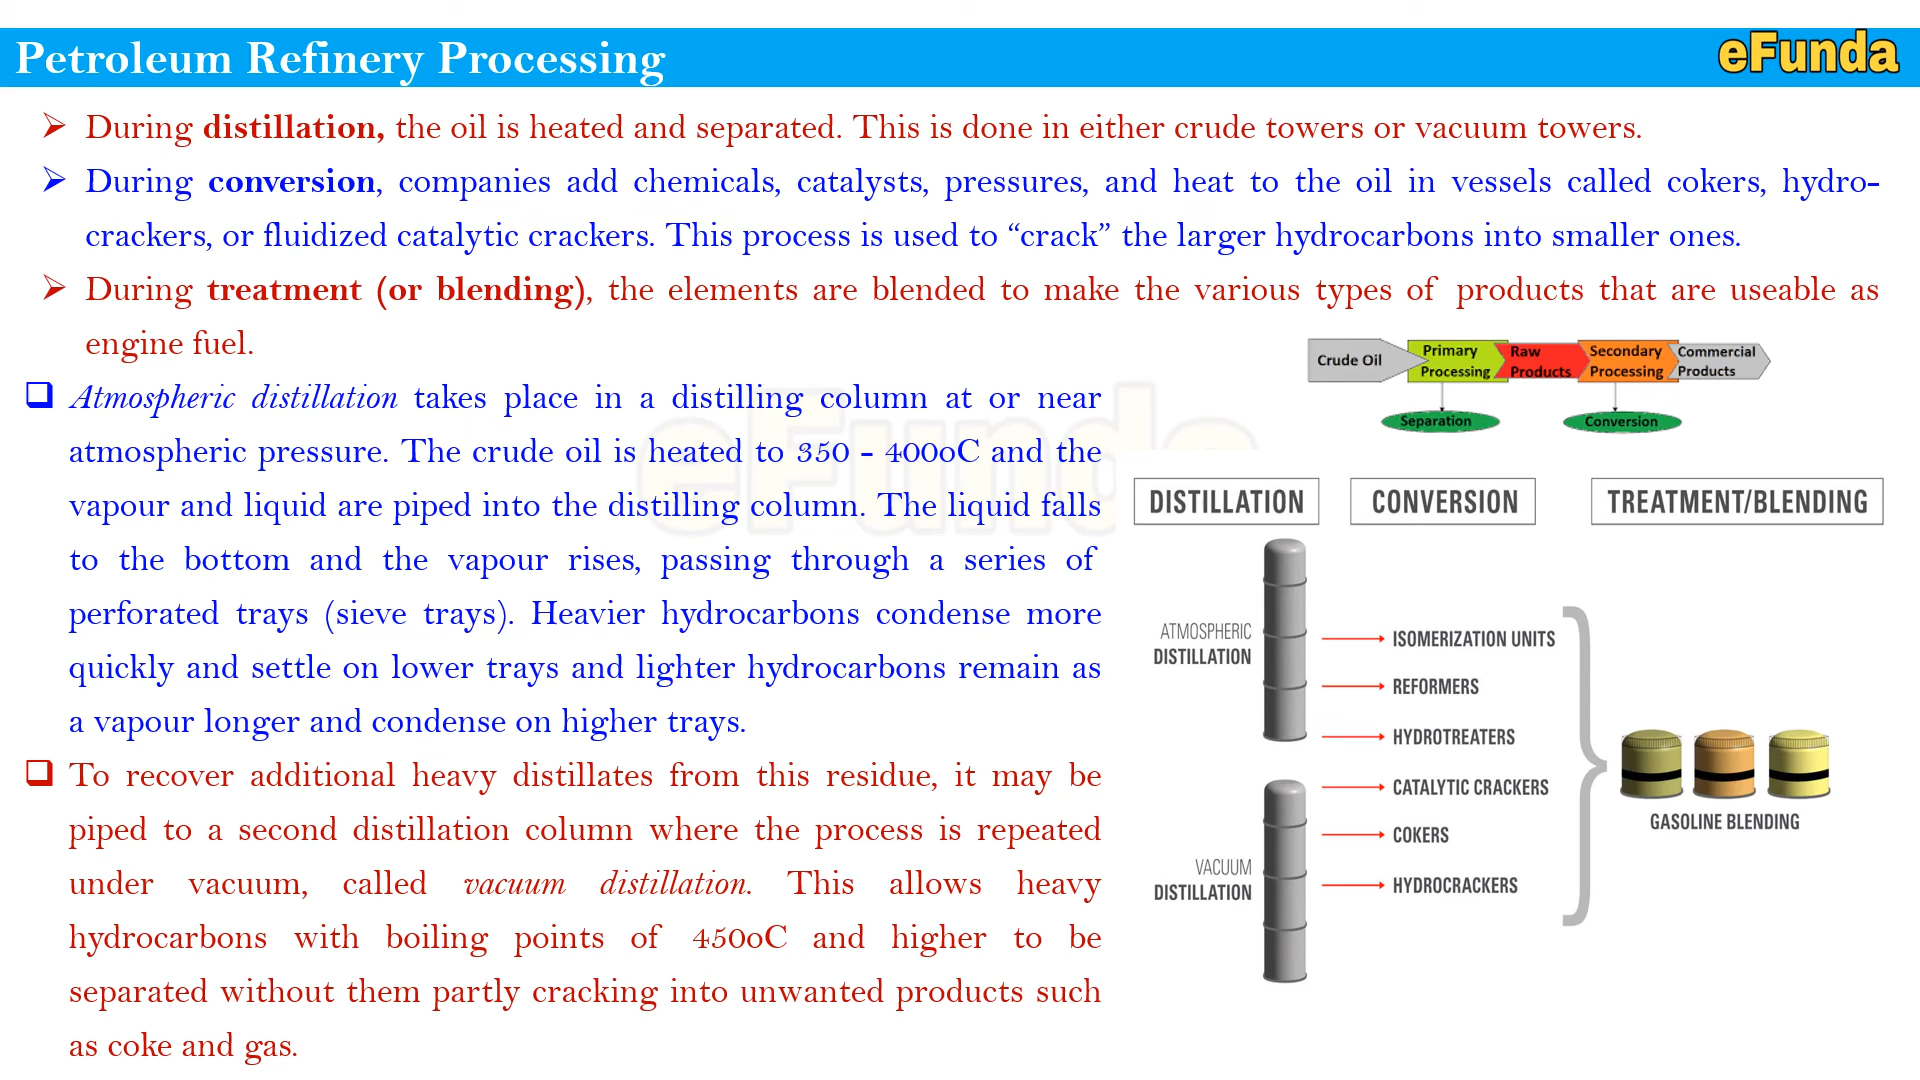 Petroleum Refinery Processing
eFunda
During distillation, the oil is heated and separated. This is done in either crude towers or vacuum towers.
During conversion, companies add chemicals, catalysts, pressures, and heat to the oil in vessels called cokers, hydro-
crackers, or fluidized catalytic crackers. This process is used to “crack” the larger hydrocarbons into smaller ones.
During treatment (or blending), the elements are blended to make the various types of products that are useable as
engine fuel.
Atmospheric distillation takes place in a distilling column at or near
atmospheric pressure. The crude oil is heated to 350 - 400oC and the
vapour and liquid are piped into the distilling column. The liquid falls
to the bottom and the vapour rises, passing through a series of
perforated trays (sieve trays). Heavier hydrocarbons condense more
quickly and settle on lower trays and lighter hydrocarbons remain as
a vapour longer and condense on higher trays.
To recover additional heavy distillates from this residue, it may be
piped to a second distillation column where the process is repeated
under vacuum, called vacuum distillation. This allows heavy
hydrocarbons with boiling points of 450oC and higher to be
separated without them partly cracking into unwanted products such
as coke and gas.
Crude Oil
Primary
Processing
Raw
Products
Secondary
Processing
Commercial
Products
Separation
Conversion
eFunda
DISTILLATION
CONVERSION
TREATMENT/BLENDING
ATMOSPHERIC
DISTILLATION
ISOMERIZATION UNITS
REFORMERS
HYDROTREATERS
CATALYTIC CRACKERS
COKERS
HYDROCRACKERS
VACUUM
DISTILLATION
GASOLINE BLENDING